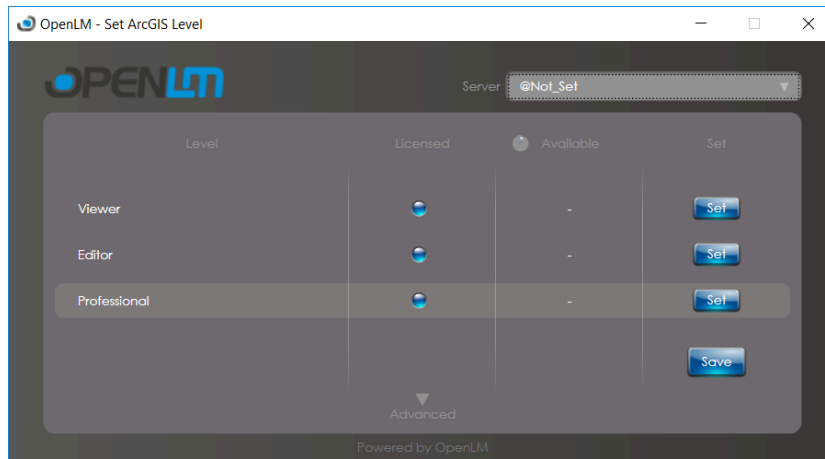 OpenLM - Set ArcGIS Level
OPENLM
Server @Not_Set
Level Licensed Available Set
Viewer - Set
Editor - Set
Professional - Set
Save
Advanced
Powered by OpenLM